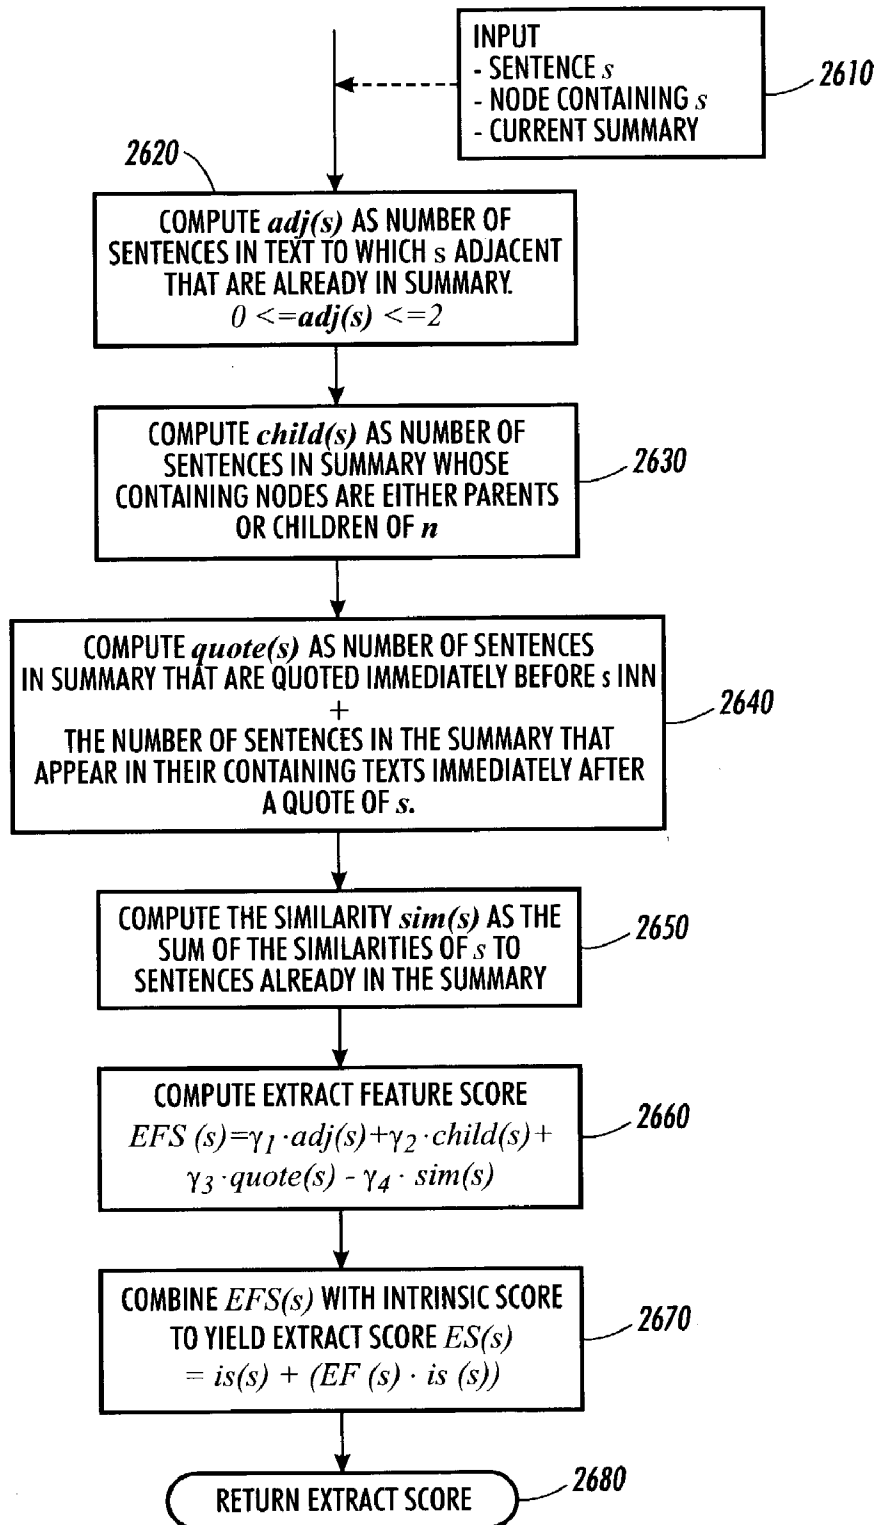 INPUT
- SENTENCE s
- NODE CONTAINING s
- CURRENT SUMMARY
2610
2620
COMPUTE adj(s) AS NUMBER OF
SENTENCES IN TEXT TO WHICH s ADJACENT
THAT ARE ALREADY IN SUMMARY.
0 <=adj(s) <=2
COMPUTE child(s) AS NUMBER OF
SENTENCES IN SUMMARY WHOSE
CONTAINING NODES ARE EITHER PARENTS
OR CHILDREN OF n
2630
COMPUTE quote(s) AS NUMBER OF SENTENCES
IN SUMMARY THAT ARE QUOTED IMMEDIATELY BEFORE s INN
+
THE NUMBER OF SENTENCES IN THE SUMMARY THAT
APPEAR IN THEIR CONTAINING TEXTS IMMEDIATELY AFTER
A QUOTE OF s.
2640
COMPUTE THE SIMILARITY sim(s) AS THE
SUM OF THE SIMILARITIES OF s TO
SENTENCES ALREADY IN THE SUMMARY
2650
COMPUTE EXTRACT FEATURE SCORE
EFS (s)=γ1·adj(s)+γ2·child(s)+
γ3·quote(s) - γ4· sim(s)
2660
COMBINE EFS(s) WITH INTRINSIC SCORE
TO YIELD EXTRACT SCORE ES(s)
= is(s) + (EF (s) · is (s))
2670
RETURN EXTRACT SCORE
2680